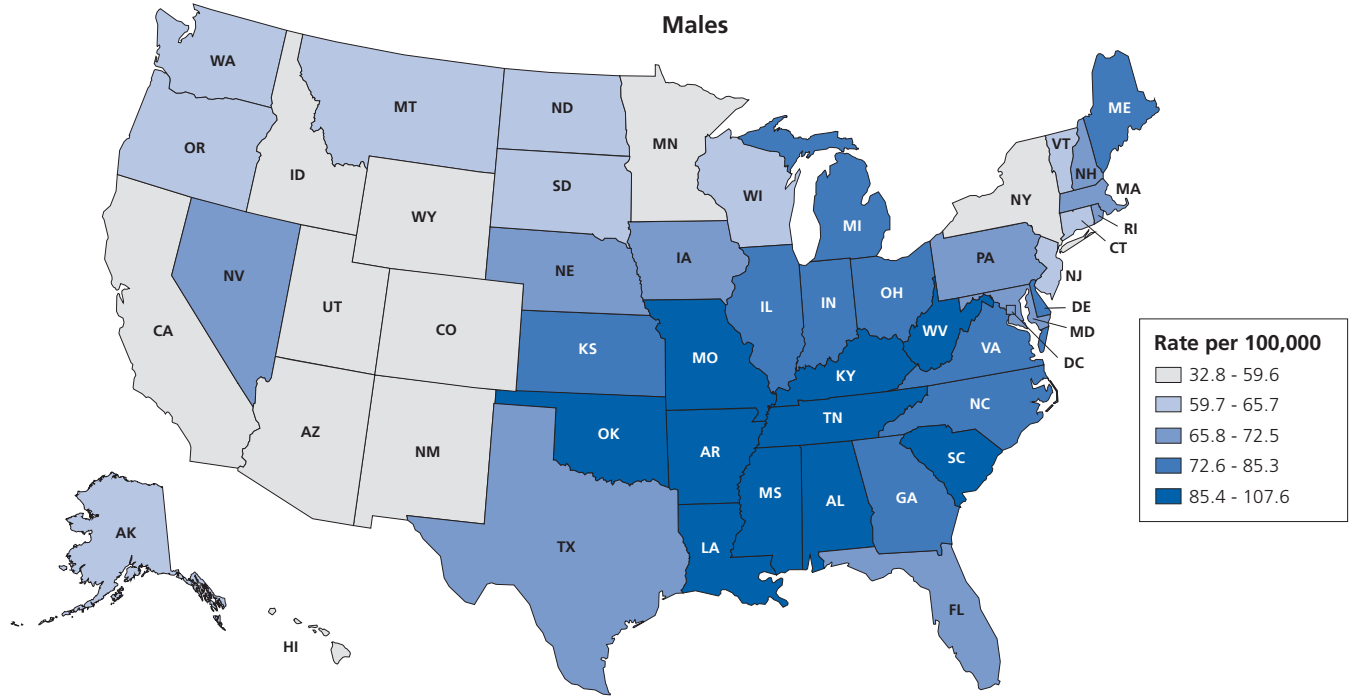 Males
WA
MT
ND
MN
ME
OR
ID
SD
WI
VT
NH
MA
WY
MI
NY
RI
CT
NV
NE
IA
PA
NJ
UT
CO
IL
IN
OH
DE
MD
DC
CA
KS
MO
WV
VA
KY
AZ
NM
OK
AR
TN
NC
SC
MS
AL
GA
AK
TX
LA
FL
HI
Rate per 100,000
32.8 - 59.6
59.7 - 65.7
65.8 - 72.5
72.6 - 85.3
85.4 - 107.6